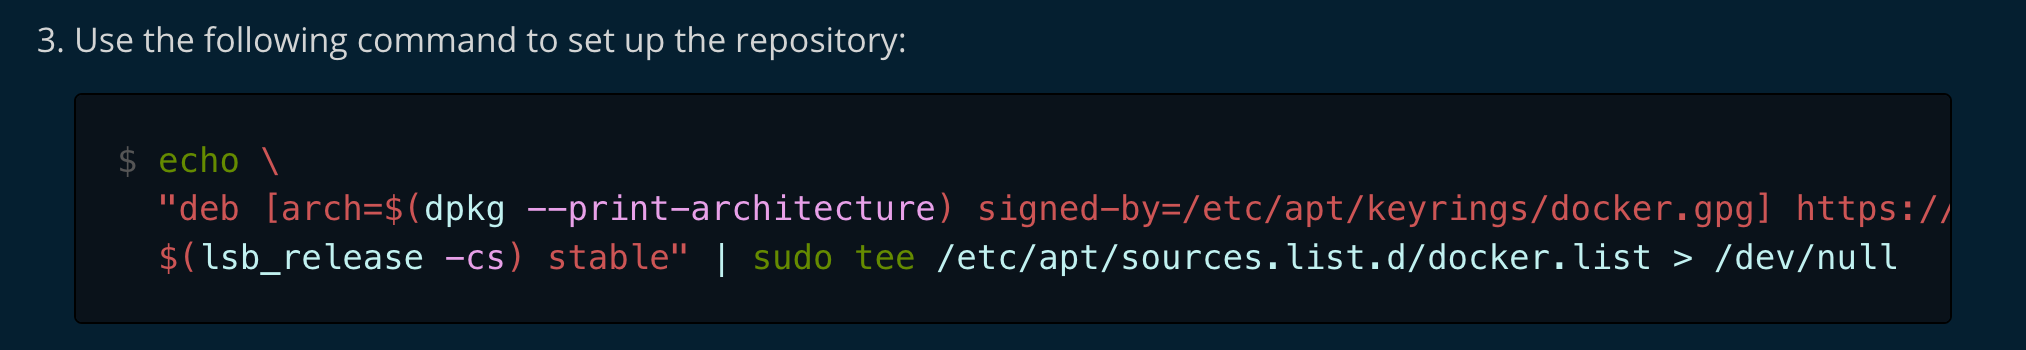 3. Use the following command to set up the repository:
$ echo \
"deb [arch=$(dpkg --print-architecture) signed-by=/etc/apt/keyrings/docker.gpg] https://
$(lsb_release -cs) stable" | sudo tee /etc/apt/sources.list.d/docker.list > /dev/null